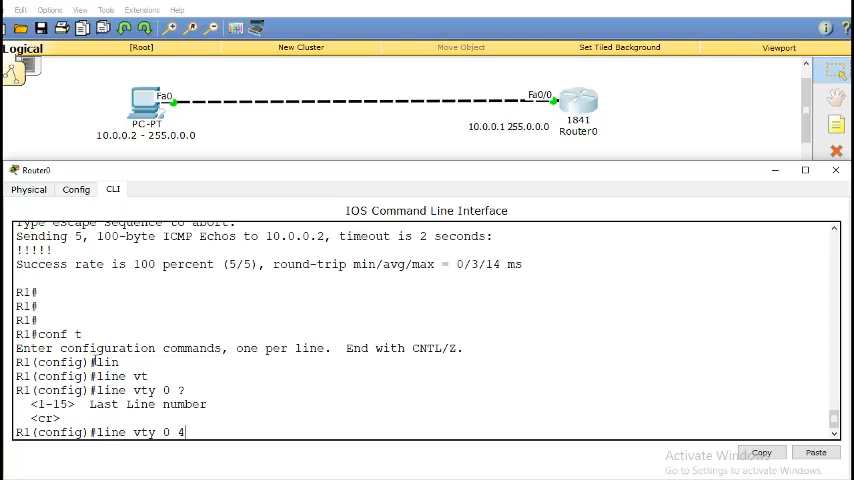 Edit Options View Tools Extensions Help
Logical [Root] New Cluster Move Object Set Tiled Background Viewport
Fa0 Fa0/0
PC-PT
10.0.0.2 - 255.0.0.0
1841
Router0
10.0.0.1 255.0.0.0
Router0
Physical Config CLI
IOS Command Line Interface
Type escape sequence to abort.
Sending 5, 100-byte ICMP Echos to 10.0.0.2, timeout is 2 seconds:
!!!!!
Success rate is 100 percent (5/5), round-trip min/avg/max = 0/3/14 ms
R1#
R1#
R1#
R1#conf t
Enter configuration commands, one per line.  End with CNTL/Z.
R1(config)#lin
R1(config)#line vt
R1(config)#line vty 0 ?
<1-15>  Last Line number
<cr>
R1(config)#line vty 0 4
Copy Paste
Activate Windows
Go to Settings to activate Windows.